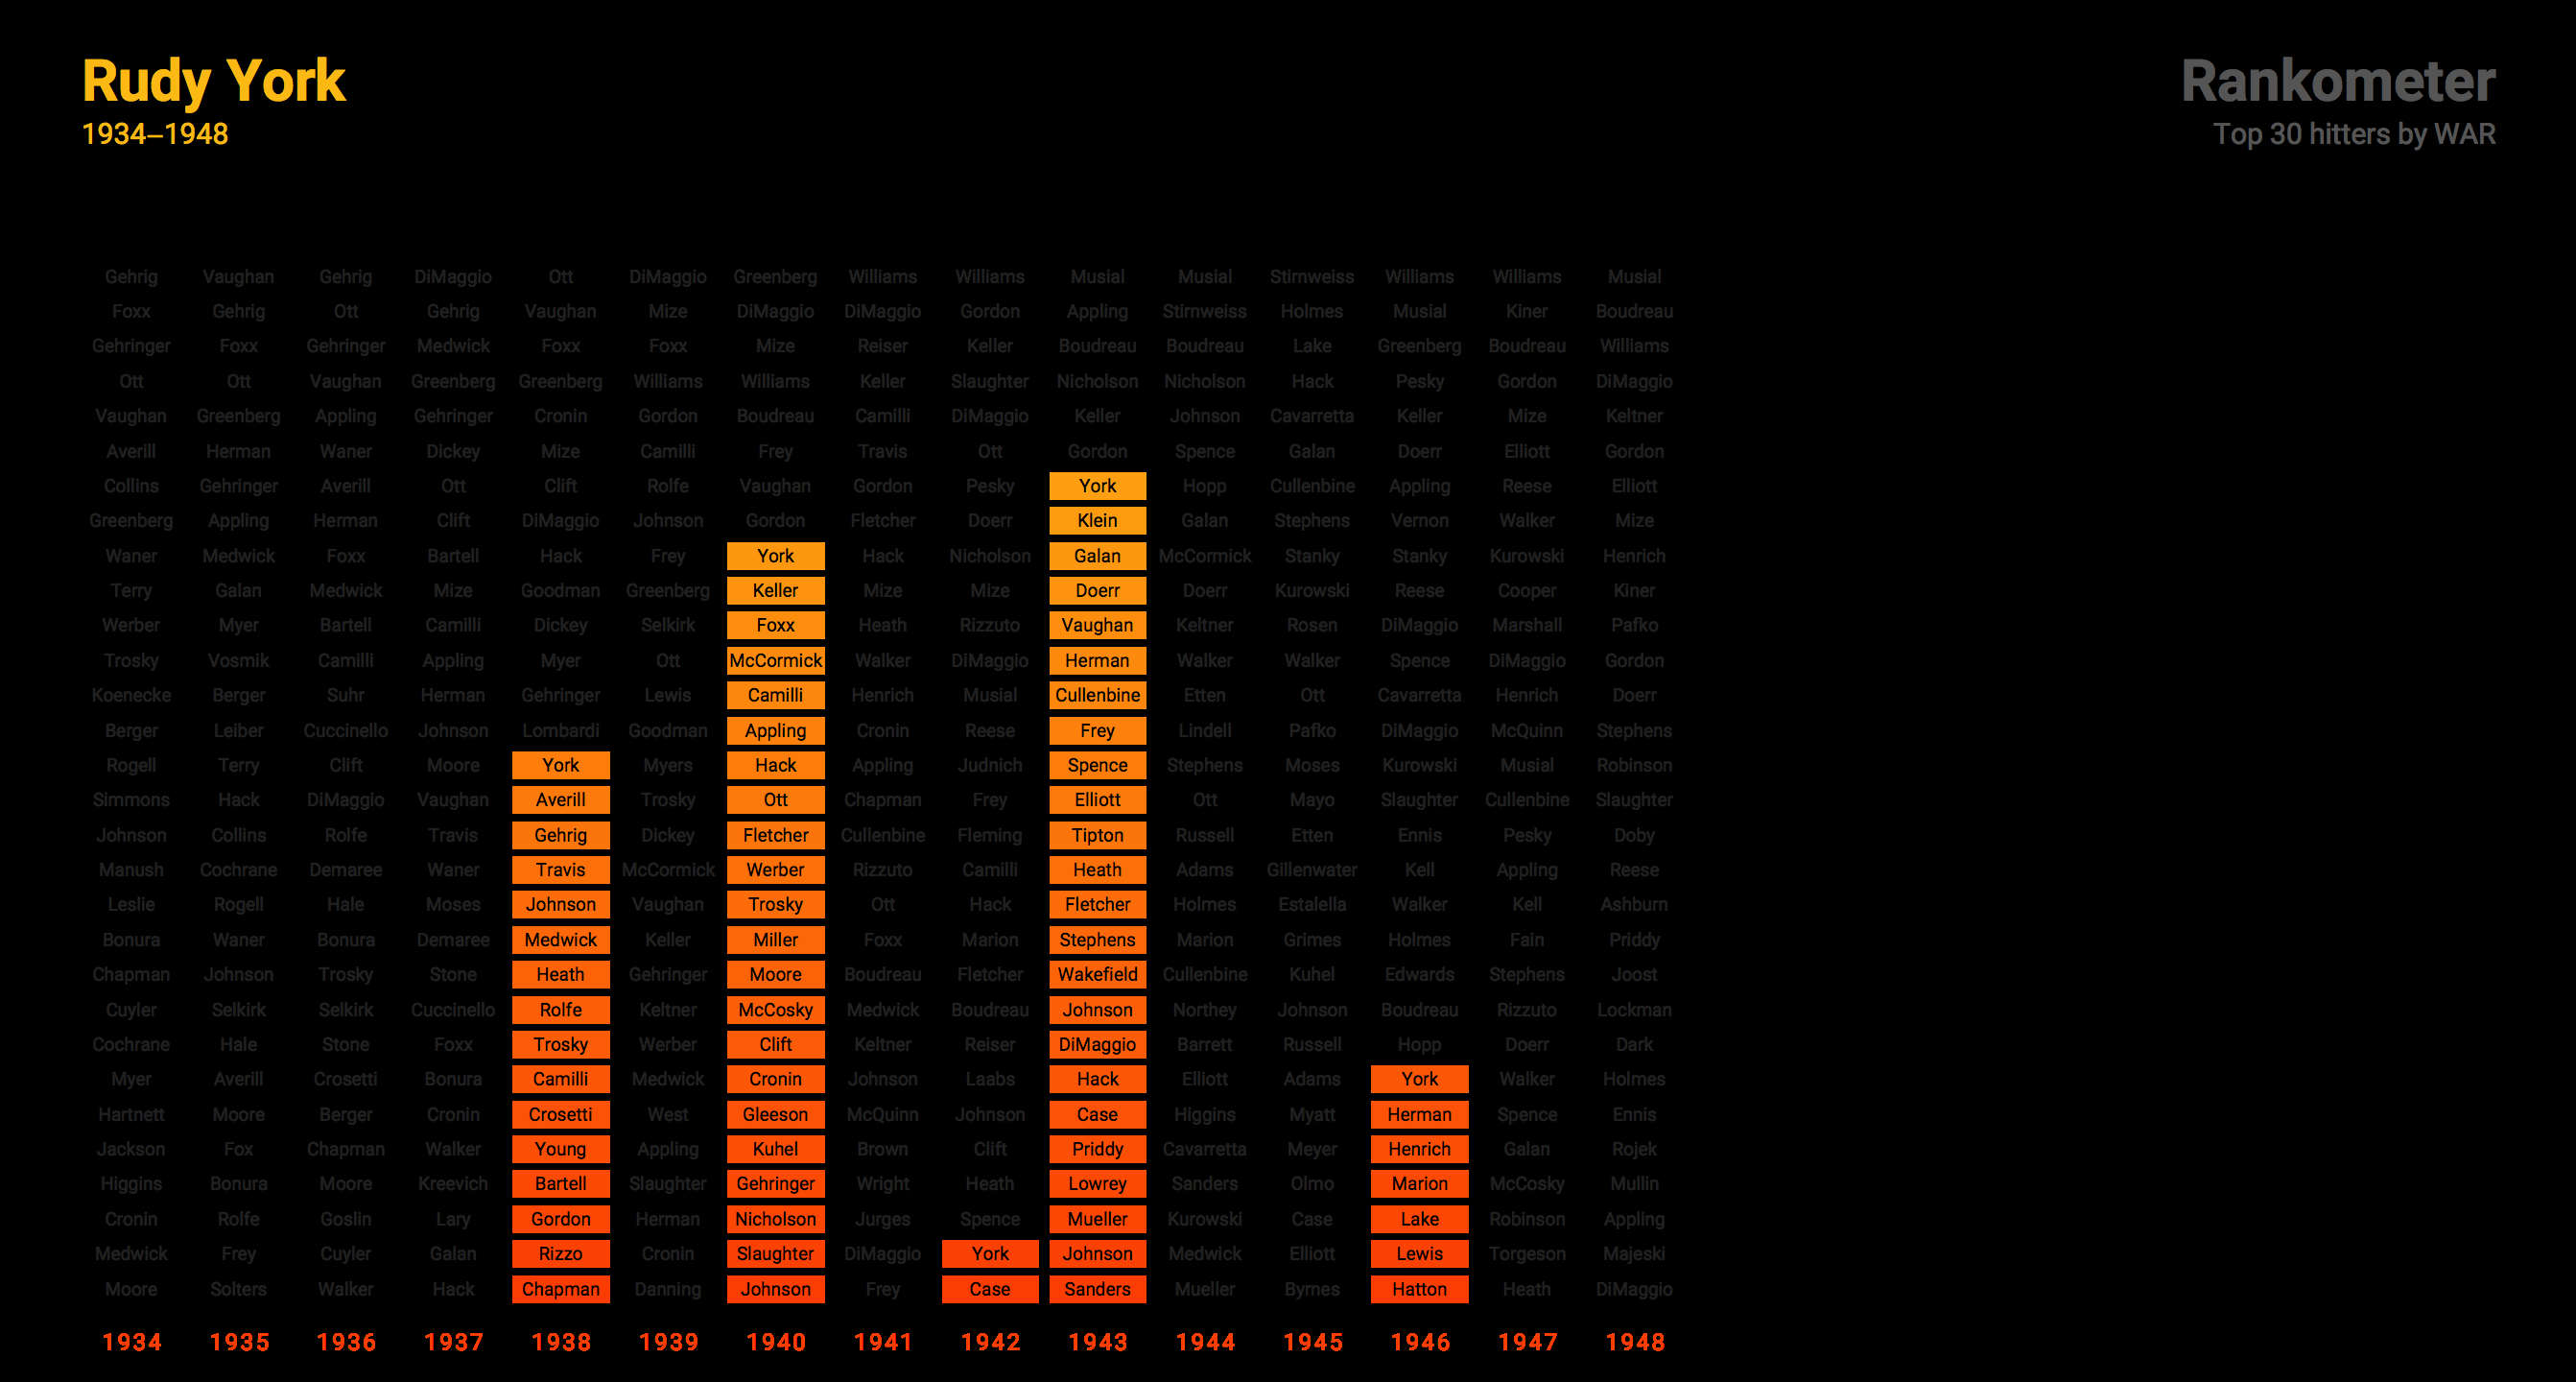 Rudy York
1934–1948
Rankometer
Top 30 hitters by WAR
Gehrig Vaughan Gehrig DiMaggio Ott DiMaggio Greenberg Williams Williams Musial Musial Stirnweiss Williams Williams Musial
Foxx Gehrig Ott Gehrig Vaughan Mize DiMaggio DiMaggio Gordon Appling Stirnweiss Holmes Musial Kiner Boudreau
Gehringer Foxx Gehringer Medwick Foxx Foxx Mize Reiser Keller Boudreau Boudreau Lake Greenberg Boudreau Williams
Ott Ott Vaughan Greenberg Greenberg Williams Williams Keller Slaughter Nicholson Nicholson Hack Pesky Gordon DiMaggio
Vaughan Greenberg Appling Gehringer Cronin Gordon Boudreau Camilli DiMaggio Keller Johnson Cavarretta Keller Mize Keltner
Averill Herman Waner Dickey Mize Camilli Frey Travis Ott Gordon Spence Galan Doerr Elliott Gordon
Collins Gehringer Averill Ott Clift Rolfe Vaughan Gordon Pesky York Hopp Cullenbine Appling Reese Elliott
Greenberg Appling Herman Clift DiMaggio Johnson Gordon Fletcher Doerr Klein Galan Stephens Vernon Walker Mize
Waner Medwick Foxx Bartell Hack Frey York Hack Nicholson Galan McCormick Stanky Stanky Kurowski Henrich
Terry Galan Medwick Mize Goodman Greenberg Keller Mize Mize Doerr Doerr Kurowski Reese Cooper Kiner
Werber Myer Bartell Camilli Dickey Selkirk Foxx Heath Rizzuto Vaughan Keltner Rosen DiMaggio Marshall Pafko
Trosky Vosmik Camilli Appling Myer Ott McCormick Walker DiMaggio Herman Walker Walker Spence DiMaggio Gordon
Koenecke Berger Suhr Herman Gehringer Lewis Camilli Henrich Musial Cullenbine Etten Ott Cavarretta Henrich Doerr
Berger Leiber Cuccinello Johnson Lombardi Goodman Appling Cronin Reese Frey Lindell Pafko DiMaggio McQuinn Stephens
Rogell Terry Clift Moore York Myers Hack Appling Judnich Spence Stephens Moses Kurowski Musial Robinson
Simmons Hack DiMaggio Vaughan Averill Trosky Ott Chapman Frey Elliott Ott Mayo Slaughter Cullenbine Slaughter
Johnson Collins Rolfe Travis Gehrig Dickey Fletcher Cullenbine Fleming Tipton Russell Etten Ennis Pesky Doby
Manush Cochrane Demaree Waner Travis McCormick Werber Rizzuto Camilli Heath Adams Gillenwater Kell Appling Reese
Leslie Rogell Hale Moses Johnson Vaughan Trosky Ott Hack Fletcher Holmes Estalella Walker Kell Ashburn
Bonura Waner Bonura Demaree Medwick Keller Miller Foxx Marion Stephens Marion Grimes Holmes Fain Priddy
Chapman Johnson Trosky Stone Heath Gehringer Moore Boudreau Fletcher Wakefield Cullenbine Kuhel Edwards Stephens Joost
Cuyler Selkirk Selkirk Cuccinello Rolfe Keltner McCosky Medwick Boudreau Johnson Northey Johnson Boudreau Rizzuto Lockman
Cochrane Hale Stone Foxx Trosky Werber Clift Keltner Reiser DiMaggio Barrett Russell Hopp Doerr Dark
Myer Averill Crosetti Bonura Camilli Medwick Cronin Johnson Laabs Hack Elliott Adams York Walker Holmes
Hartnett Moore Berger Cronin Crosetti West Gleeson McQuinn Johnson Case Higgins Myatt Herman Spence Ennis
Jackson Fox Chapman Walker Young Appling Kuhel Brown Clift Priddy Cavarretta Meyer Henrich Galan Rojek
Higgins Bonura Moore Kreevich Bartell Slaughter Gehringer Wright Heath Lowrey Sanders Olmo Marion McCosky Mullin
Cronin Rolfe Goslin Lary Gordon Herman Nicholson Jurges Spence Mueller Kurowski Case Lake Robinson Appling
Medwick Frey Cuyler Galan Rizzo Cronin Slaughter DiMaggio York Johnson Medwick Elliott Lewis Torgeson Majeski
Moore Solters Walker Hack Chapman Danning Johnson Frey Case Sanders Mueller Byrnes Hatton Heath DiMaggio
1934 1935 1936 1937 1938 1939 1940 1941 1942 1943 1944 1945 1946 1947 1948